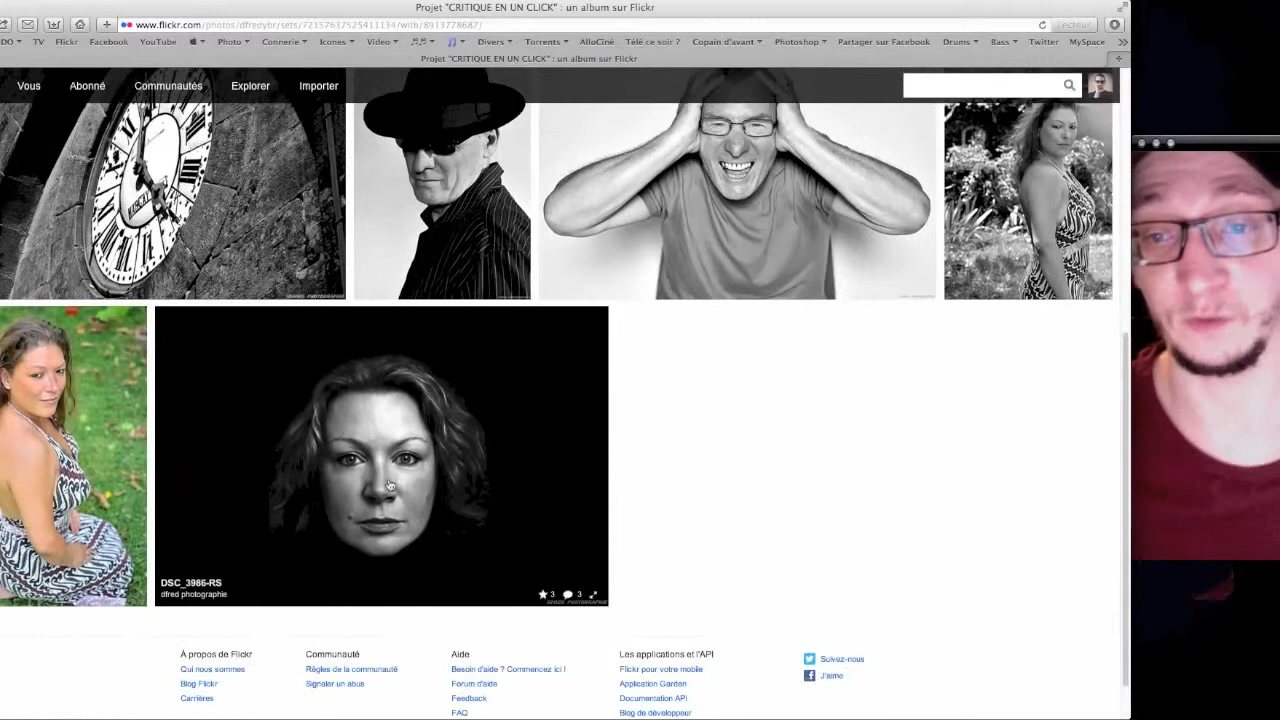 Projet "CRITIQUE EN UN CLICK" : un album sur Flickr
www.flickr.com/photos/dfredybr/sets/72157637525411134/with/8913778687/
Lecteur
DO TV Flickr Facebook YouTube Photo Connerie Icones Video Divers Torrents AlloCiné Télé ce soir ? Copain d'avant Photoshop Partager sur Facebook Drums Bass Twitter MySpace
Projet "CRITIQUE EN UN CLICK" : un album sur Flickr
Vous Abonné Communautés Explorer Importer
DSC_3986-RS
dfred photographie
3 3
DFRED PHOTOGRAPHIE
À propos de Flickr Communauté Aide Les applications et l'API
Qui nous sommes Règles de la communauté Besoin d'aide ? Commencez ici ! Flickr pour votre mobile Suivez-nous
Blog Flickr Signaler un abus Forum d'aide Application Garden J'aime
Carrières Feedback Documentation API
FAQ Blog de développeur